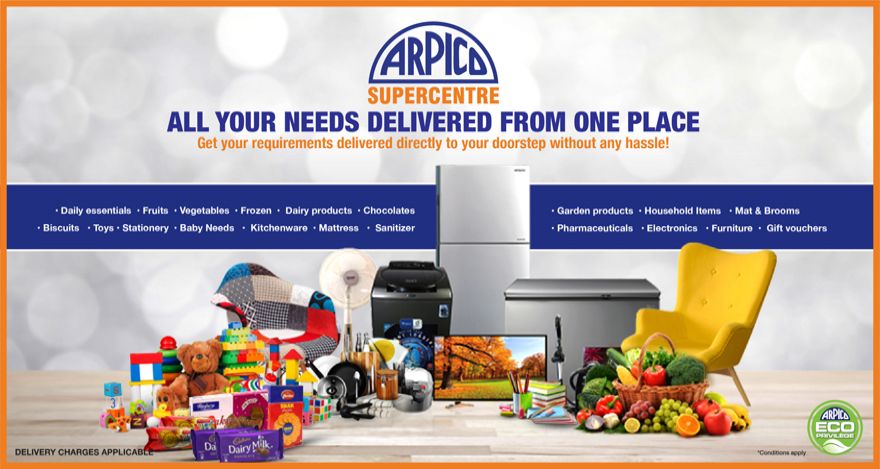 ARPICO
SUPERCENTRE
ALL YOUR NEEDS DELIVERED FROM ONE PLACE
Get your requirements delivered directly to your doorstep without any hassle!
• Daily essentials • Fruits • Vegetables • Frozen • Dairy products • Chocolates
• Biscuits • Toys • Stationery • Baby Needs • Kitchenware • Mattress • Sanitizer
• Garden products • Household Items • Mat & Brooms
• Pharmaceuticals • Electronics • Furniture • Gift vouchers
Cadbury
Dairy Milk
Da
DELIVERY CHARGES APPLICABLE
*Conditions apply
ARPICO
ECO
PRIVILEGE